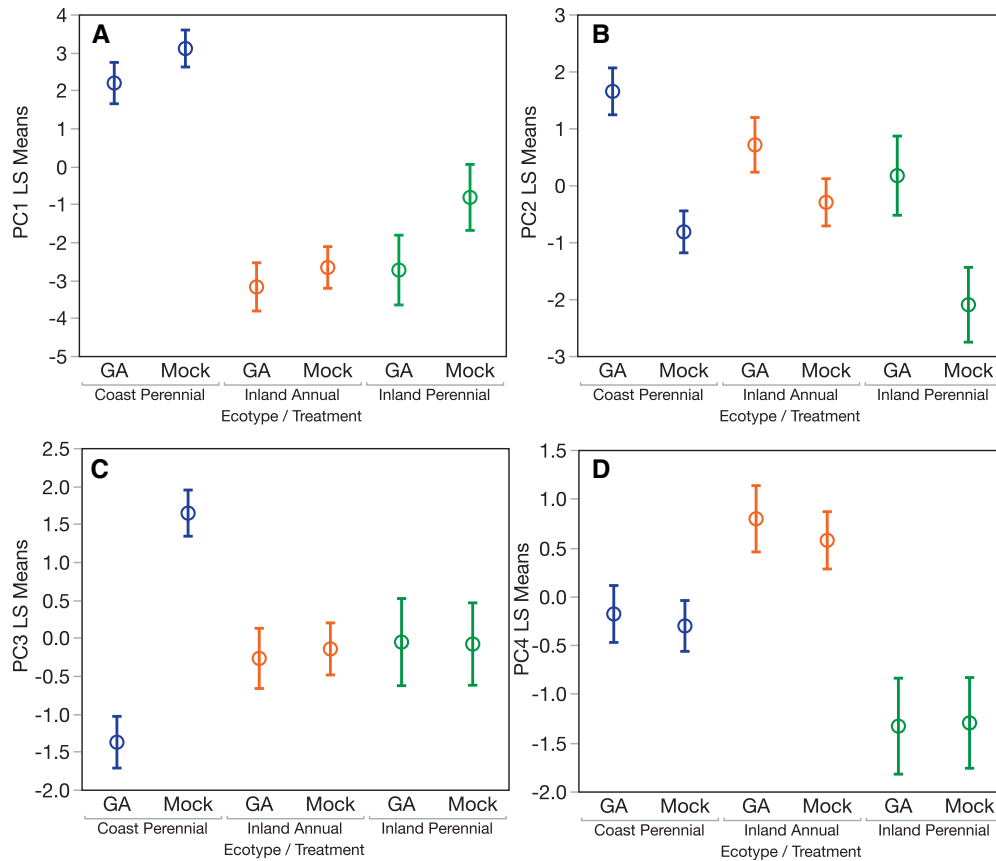 A
PC1 LS Means
4
3
2
1
0
-1
-2
-3
-4
-5
GA Mock GA Mock GA Mock
Coast Perennial Inland Annual Inland Perennial
Ecotype / Treatment
B
PC2 LS Means
3
2
1
0
-1
-2
-3
GA Mock GA Mock GA Mock
Coast Perennial Inland Annual Inland Perennial
Ecotype / Treatment
C
PC3 LS Means
2.5
2.0
1.5
1.0
0.5
0.0
-0.5
-1.0
-1.5
-2.0
GA Mock GA Mock GA Mock
Coast Perennial Inland Annual Inland Perennial
Ecotype / Treatment
D
PC4 LS Means
1.5
1.0
0.5
0.0
-0.5
-1.0
-1.5
-2.0
GA Mock GA Mock GA Mock
Coast Perennial Inland Annual Inland Perennial
Ecotype / Treatment